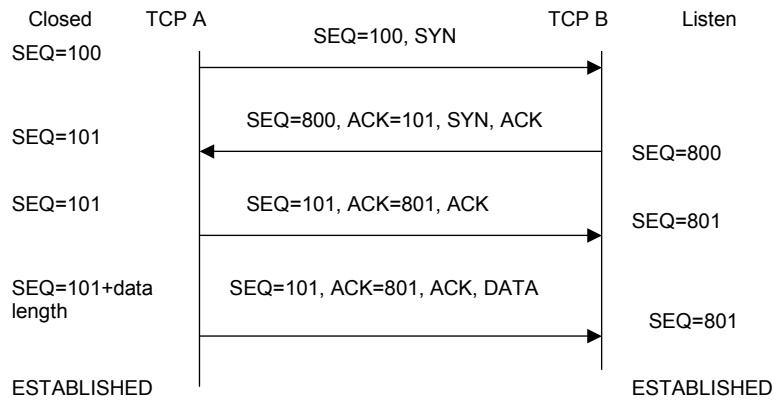 Closed TCP A TCP B Listen
SEQ=100, SYN
SEQ=100
SEQ=800, ACK=101, SYN, ACK
SEQ=101
SEQ=800
SEQ=101 SEQ=101, ACK=801, ACK
SEQ=801
SEQ=101+data
length
SEQ=101, ACK=801, ACK, DATA
SEQ=801
ESTABLISHED ESTABLISHED